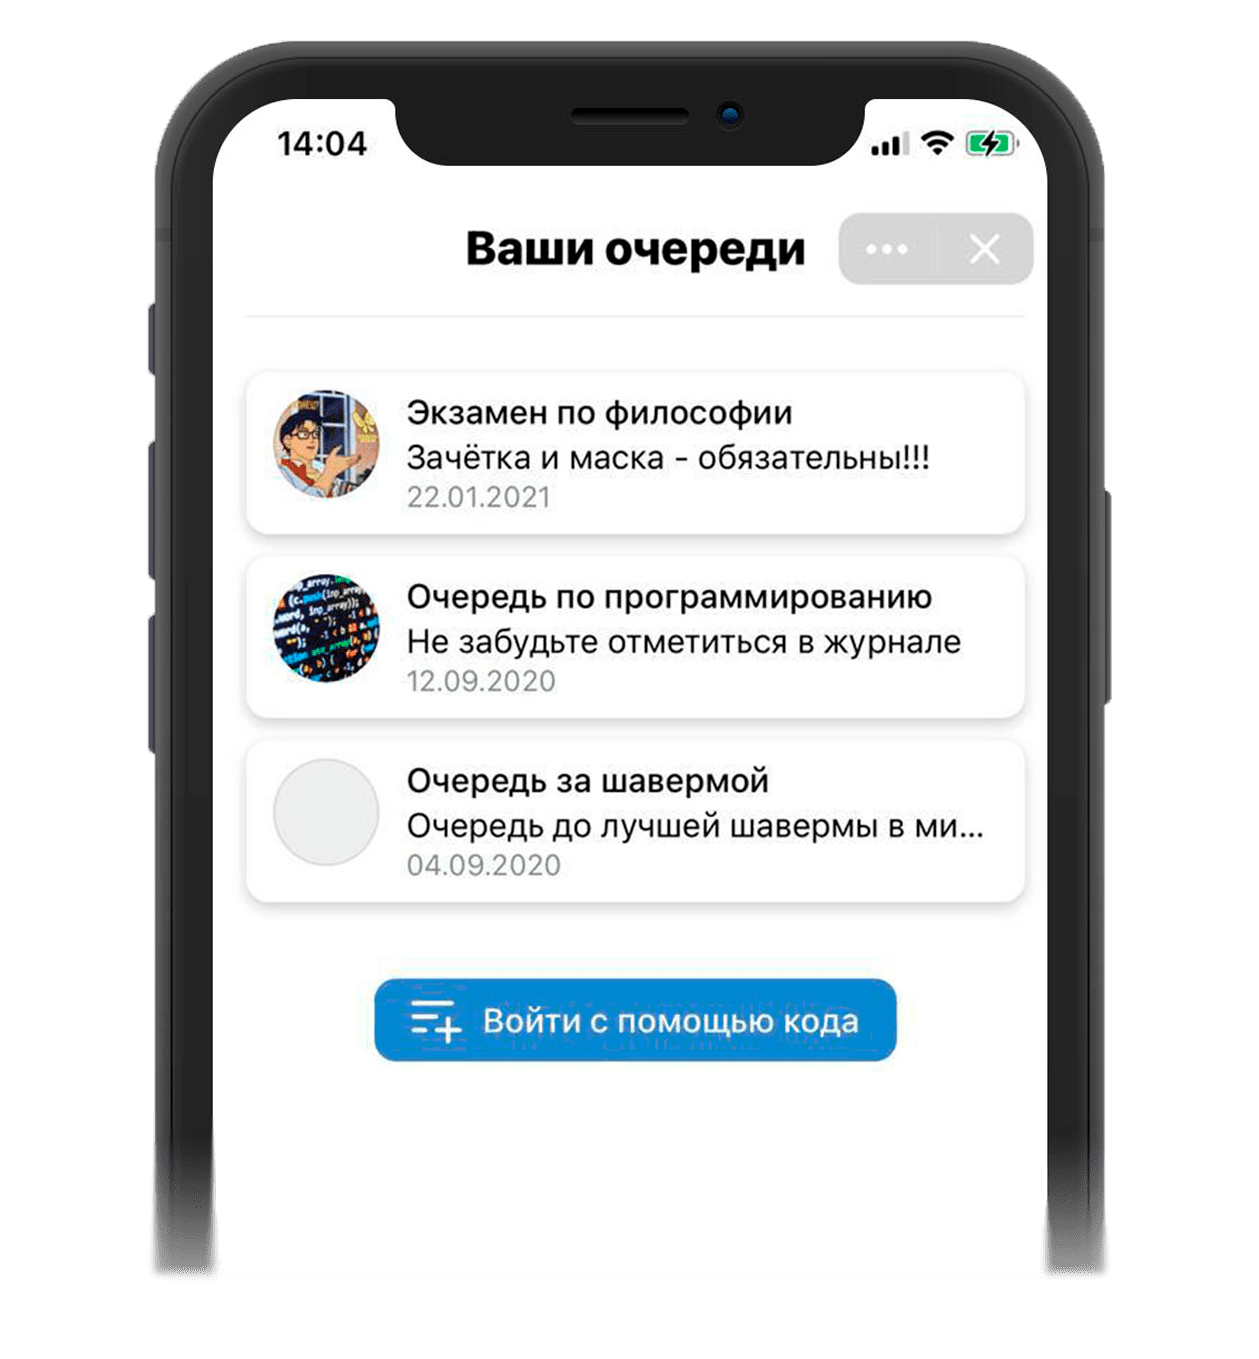 14:04
Ваши очереди
Экзамен по философии
Зачётка и маска - обязательны!!!
22.01.2021
Очередь по программированию
Не забудьте отметиться в журнале
12.09.2020
Очередь за шавермой
Очередь до лучшей шавермы в ми...
04.09.2020
Войти с помощью кода